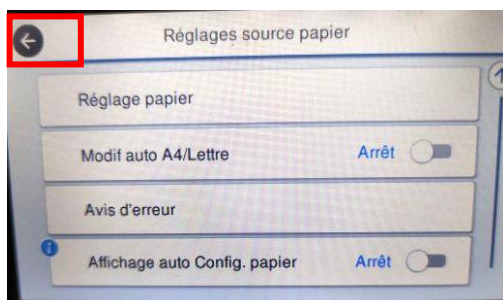 Réglages source papier
Réglage papier
Modif auto A4/Lettre Arrêt
Avis d'erreur
Affichage auto Config. papier Arrêt